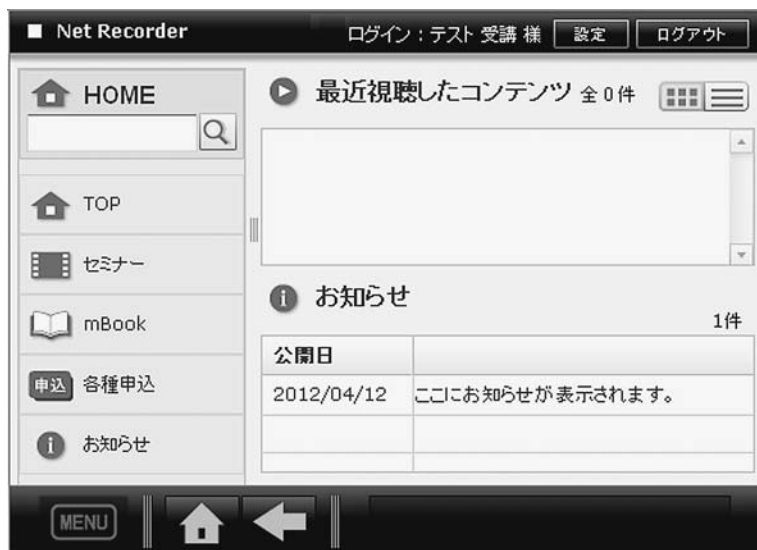 Net Recorder
ログイン：テスト 受講 様 設定 ログアウト
HOME
最近視聴したコンテンツ 全0件
TOP
セミナー
mBook
各種申込
申込
お知らせ
お知らせ
1件
公開日
2012/04/12 ここにお知らせが表示されます。
MENU